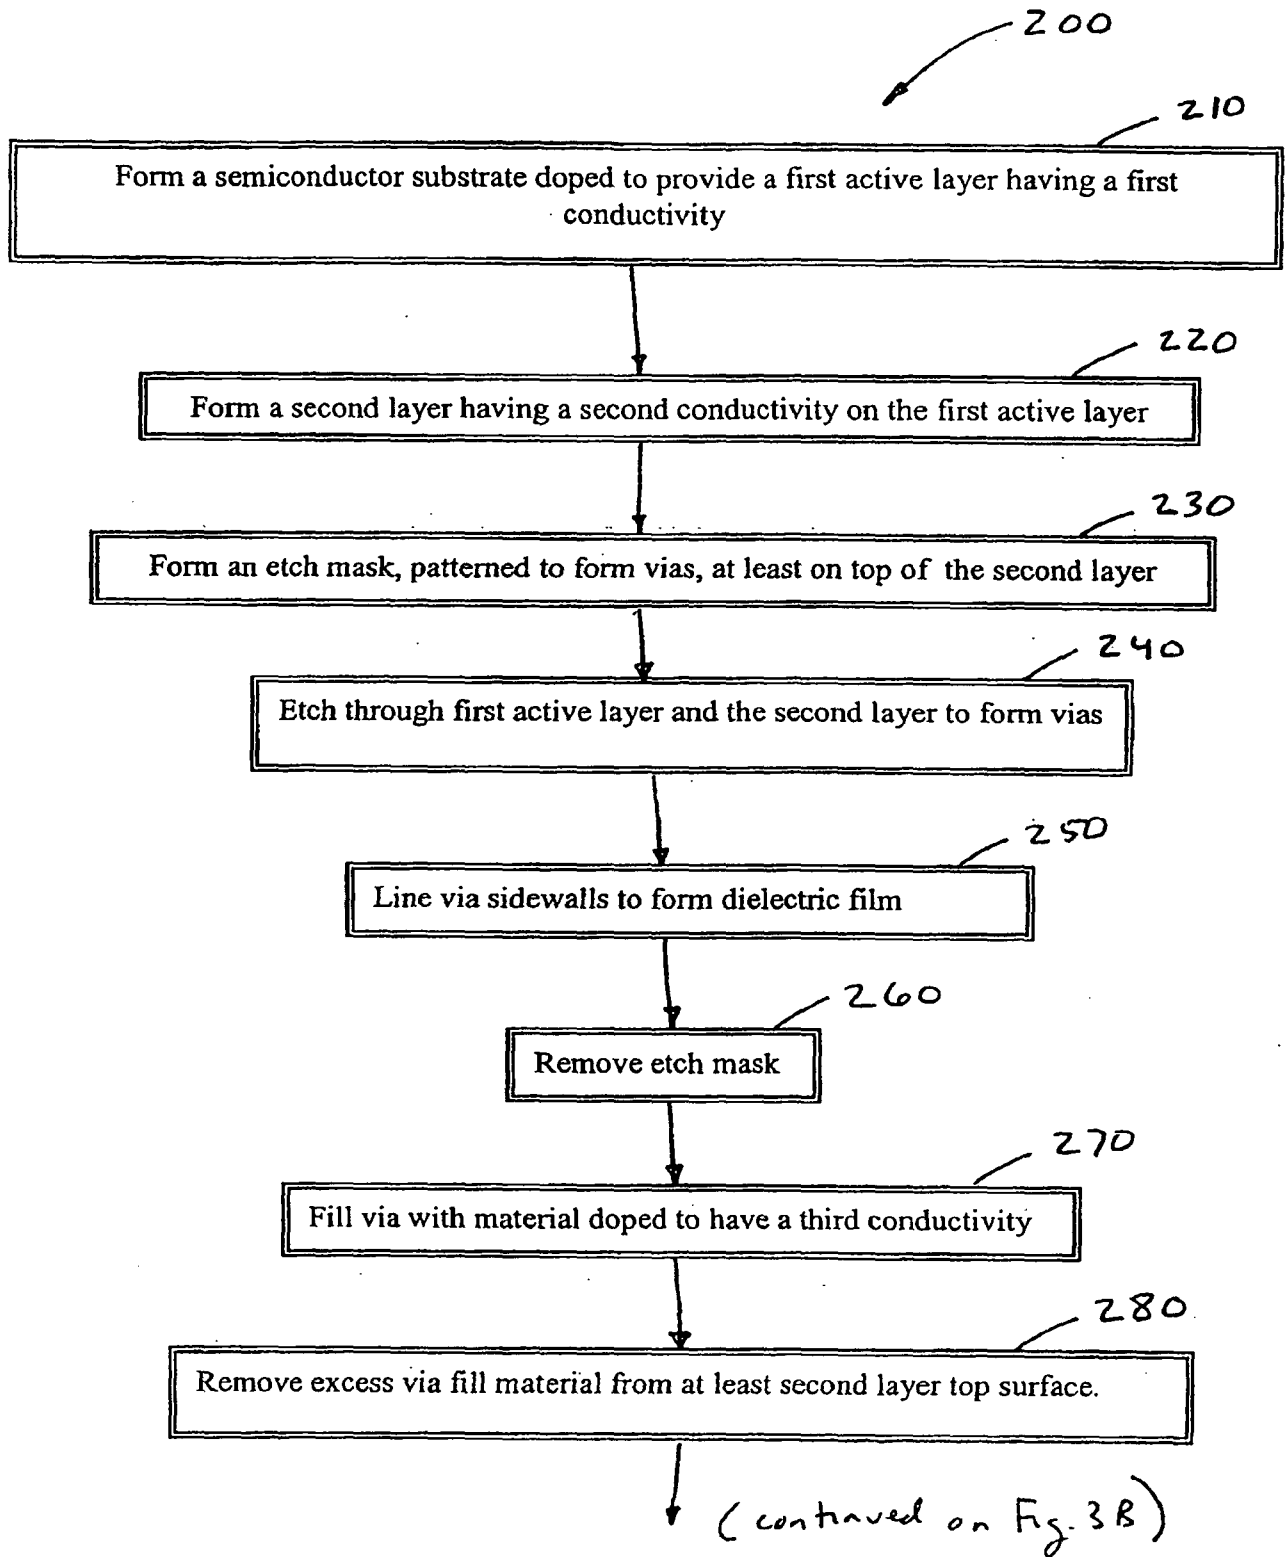 200
210
Form a semiconductor substrate doped to provide a first active layer having a first
conductivity
220
Form a second layer having a second conductivity on the first active layer
230
Form an etch mask, patterned to form vias, at least on top of the second layer
240
Etch through first active layer and the second layer to form vias
250
Line via sidewalls to form dielectric film
260
Remove etch mask
270
Fill via with material doped to have a third conductivity
280
Remove excess via fill material from at least second layer top surface.
(continued on Fig. 3B)